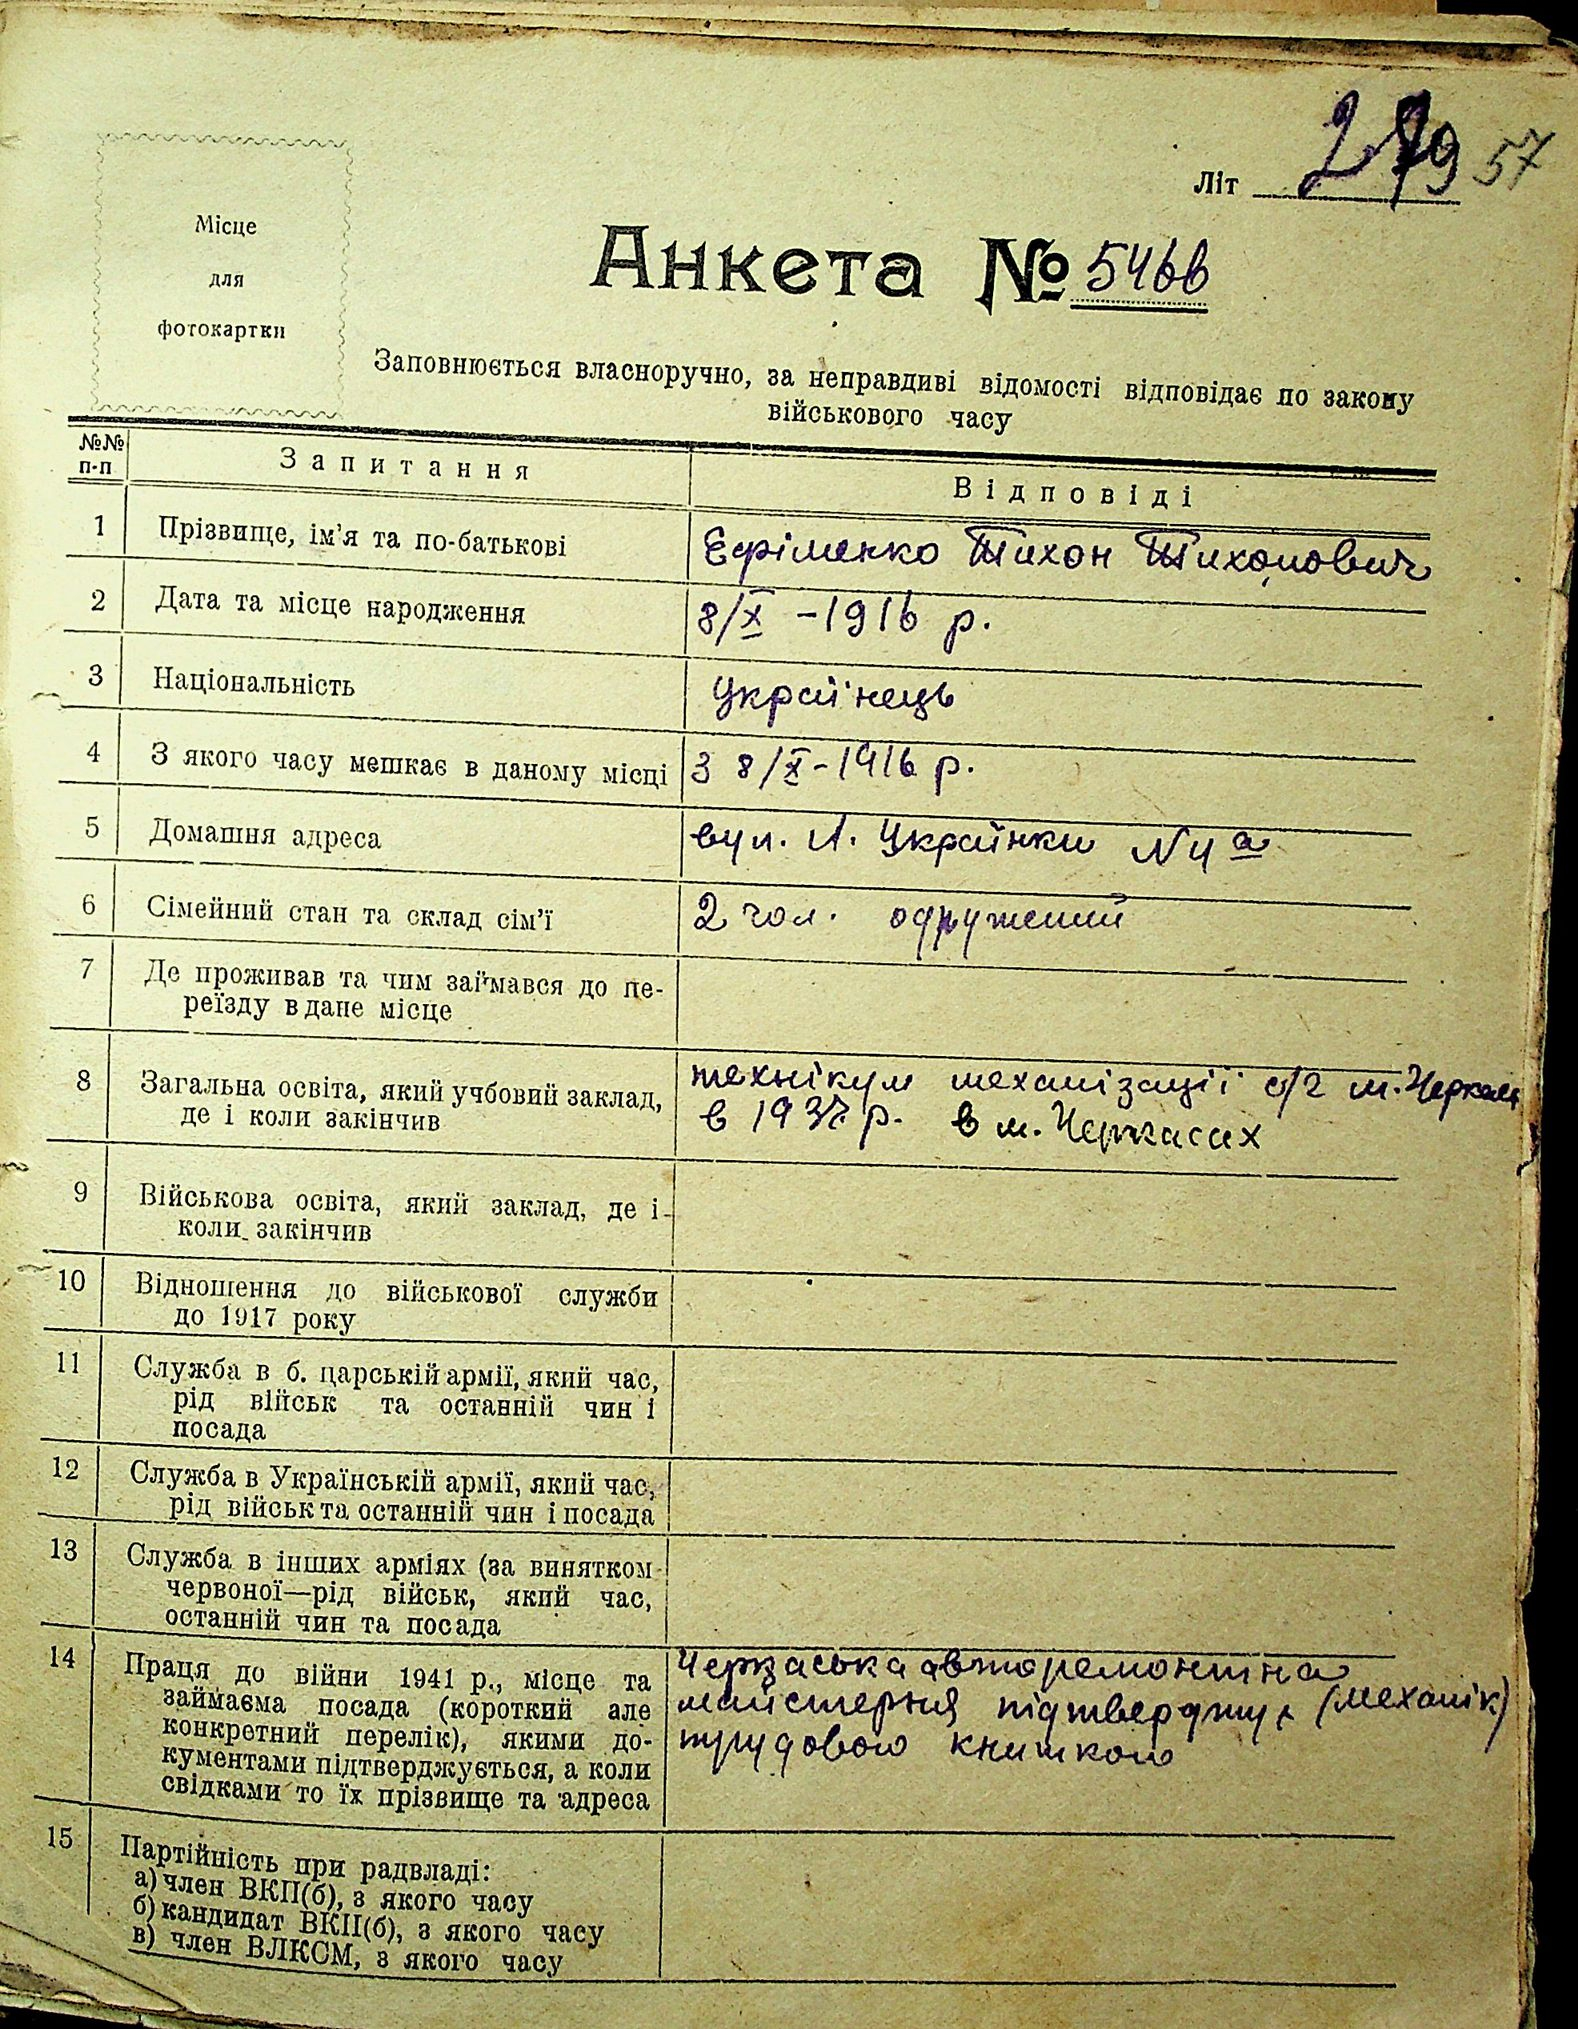 Літ 279 57
Місце
для
фотокартки
Анкета № 5466
Заповнюється власноручно, за неправдиві відомості відповідає по закону
військового часу
№№ п-п Запитання Відповіді
1 Прізвище, ім'я та по-батькові Єфіменко Тихон Тихонович
2 Дата та місце народження 8/X - 1916 р.
3 Національність Українець
4 З якого часу мешкає в даному місці З 8/X - 1916 р.
5 Домашня адреса вул. Л. Українки N 4 а
6 Сімейний стан та склад сім'ї 2 чол. одружений
7 Де проживав та чим займався до пе-
реїзду в дане місце
8 Загальна освіта, який учбовий заклад, технікум механізації с/г м. Черкаси
де і коли закінчив в 1937 р. в м. Черкасах
9 Військова освіта, який заклад, де і
коли закінчив
10 Відношення до військової служби
до 1917 року
11 Служба в б. царській армії, який час,
рід військ та останній чин і
посада
12 Служба в Українській армії, який час,
рід військ та останній чин і посада
13 Служба в інших арміях (за винятком
червоної—рід військ, який час,
останній чин та посада
14 Праця до війни 1941 р., місце та Черкаська авторемонтна
займаєма посада (короткий але майстерня підтверджує (механік)
конкретний перелік), якими до- трудовою книжкою
кументами підтверджується, а коли
свідками то їх прізвище та адреса
15 Партійність при радвладі:
а) член ВКП(б), з якого часу
б) кандидат ВКП(б), з якого часу
в) член ВЛКСМ, з якого часу